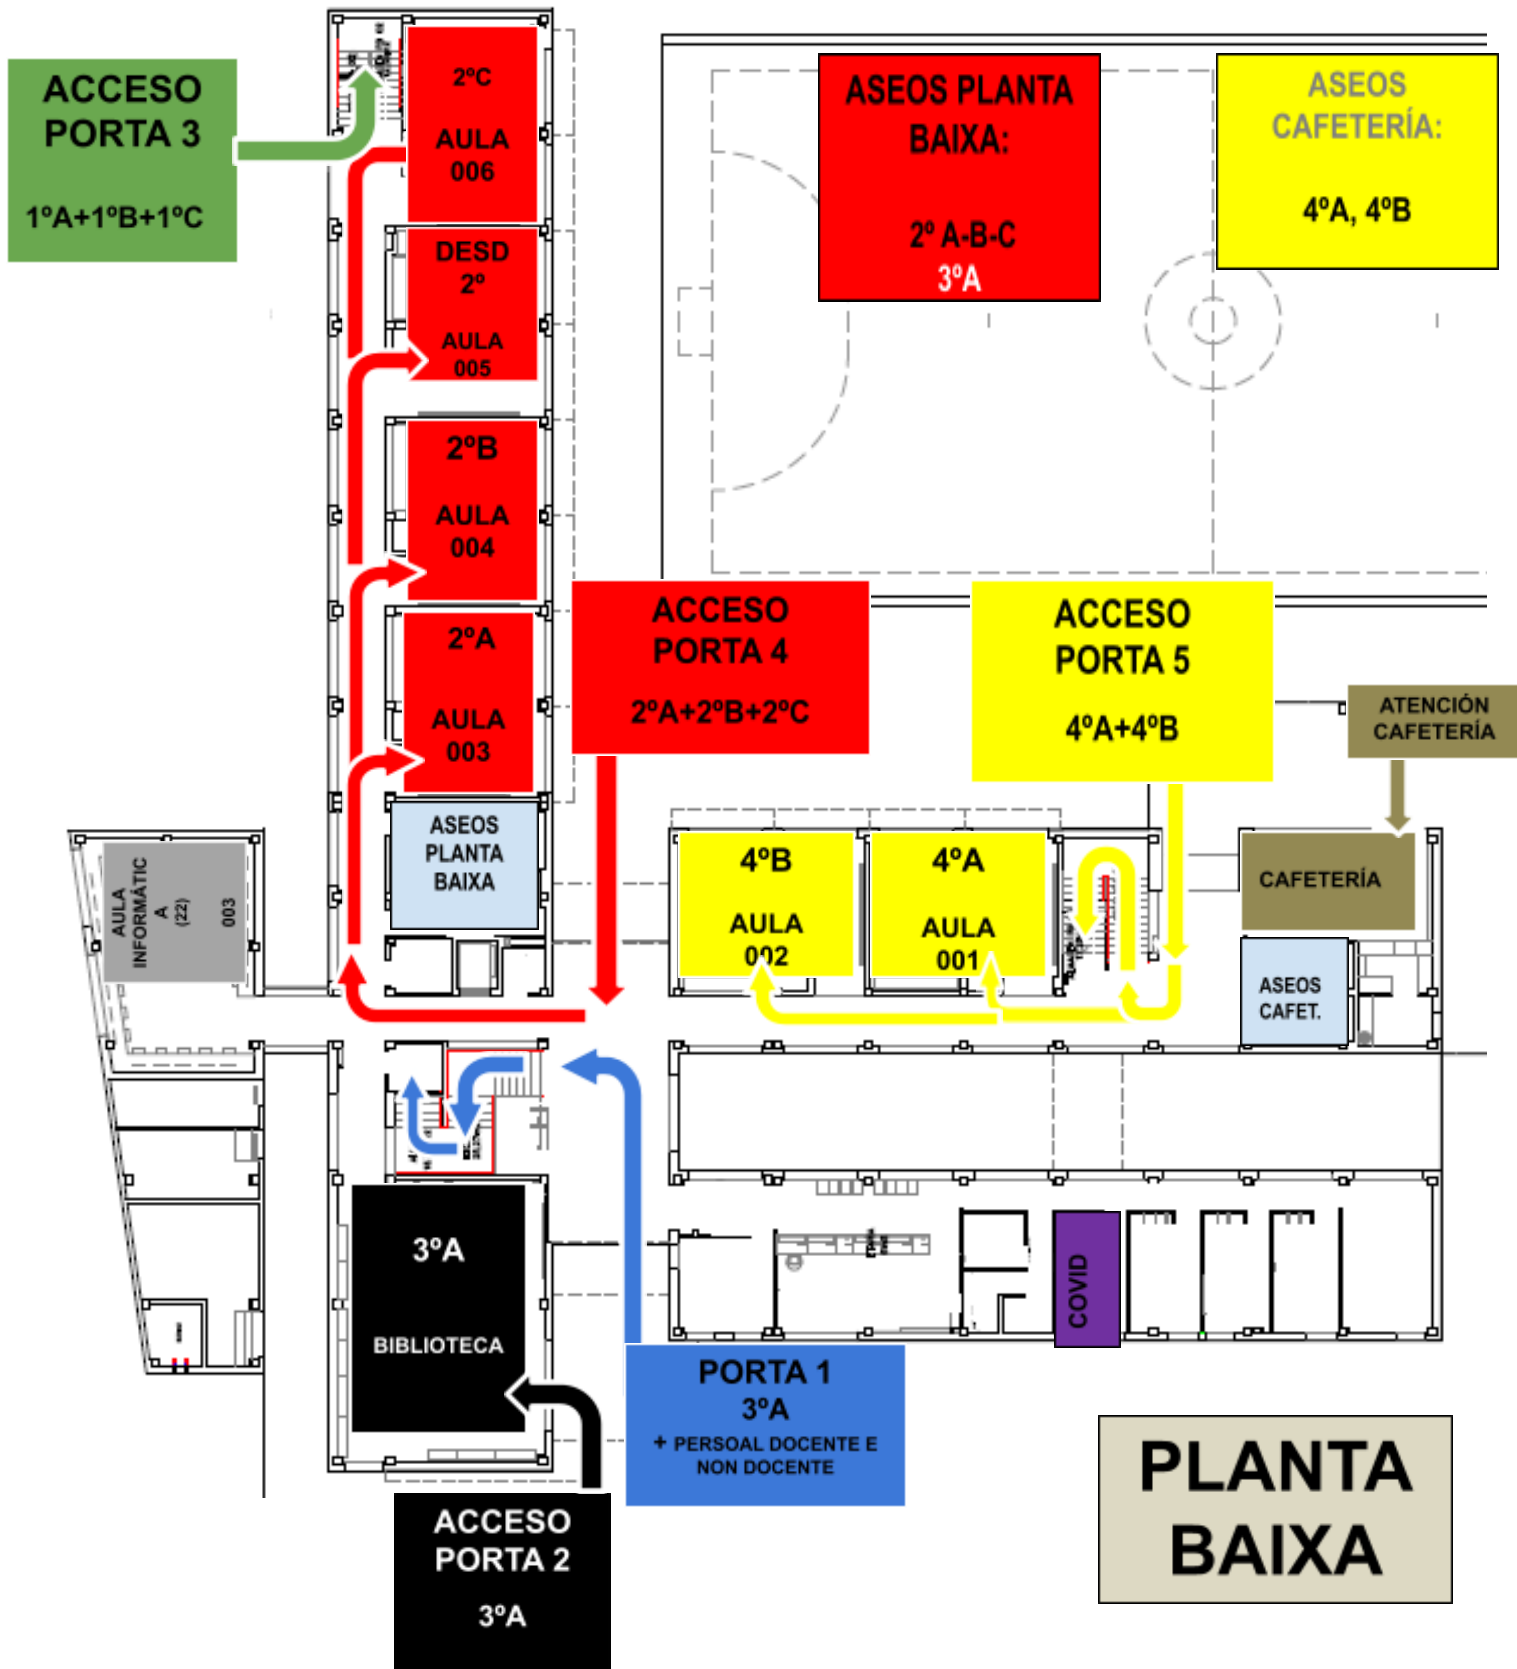 ACCESO
PORTA 3
1ºA+1ºB+1ºC
2ºC
AULA
006
DESD
2º
AULA
005
2ºB
AULA
004
2ºA
AULA
003
ASEOS PLANTA
BAIXA:
2º A-B-C
3ºA
ASEOS
CAFETERÍA:
4ºA, 4ºB
ACCESO
PORTA 4
2ºA+2ºB+2ºC
ACCESO
PORTA 5
4ºA+4ºB
ATENCIÓN
CAFETERÍA
ASEOS
PLANTA
BAIXA
AULA
INFORMÁTIC
A
(22)
003
4ºB
AULA
002
4ºA
AULA
001
CAFETERÍA
ASEOS
CAFET.
3ºA
BIBLIOTECA
COVID
PORTA 1
3ºA
+ PERSOAL DOCENTE E
NON DOCENTE
ACCESO
PORTA 2
3ºA
PLANTA
BAIXA